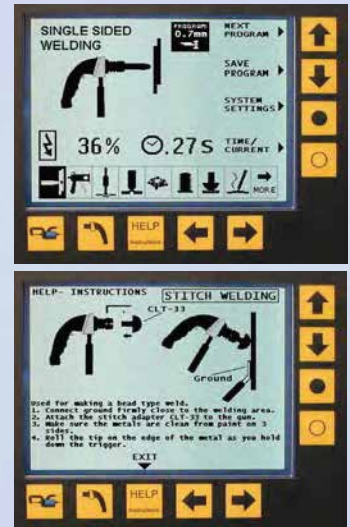 SINGLE SIDED
WELDING
PROGRAM:
0.7mm
NEXT
PROGRAM
SAVE
PROGRAM
SYSTEM
SETTINGS
TIME/
CURRENT
36%
.27S
MORE
HELP
Instructions
HELP- INSTRUCTIONS
STITCH WELDING
CLT-33
Ground
Used for making a bead type weld.
1. Connect ground firmly close to the welding area.
2. Attach the stitch adapter CLT-33 to the gun.
3. Make sure the metals are clean from paint on 3
sides.
4. Roll the tip on the edge of the metal as you hold
down the trigger.
EXIT
HELP
Instructions